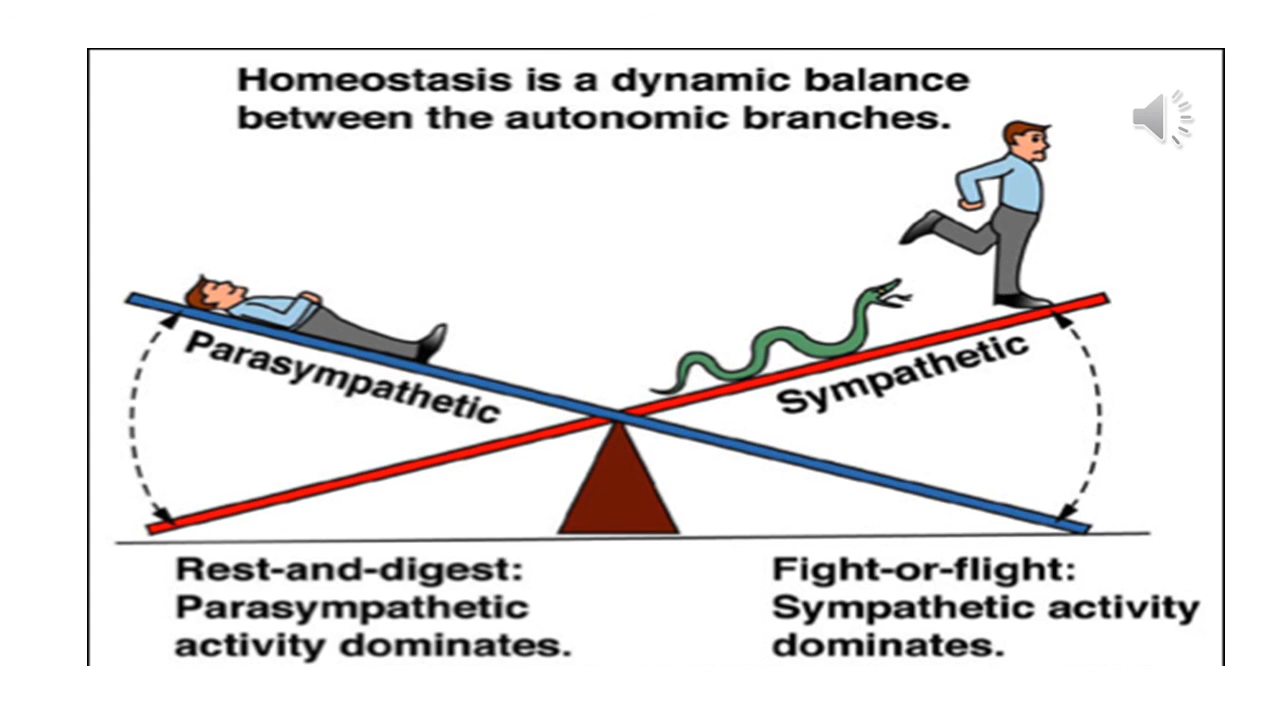 Homeostasis is a dynamic balance
between the autonomic branches.
Parasympathetic
Sympathetic
Rest-and-digest:
Parasympathetic
activity dominates.
Fight-or-flight:
Sympathetic activity
dominates.